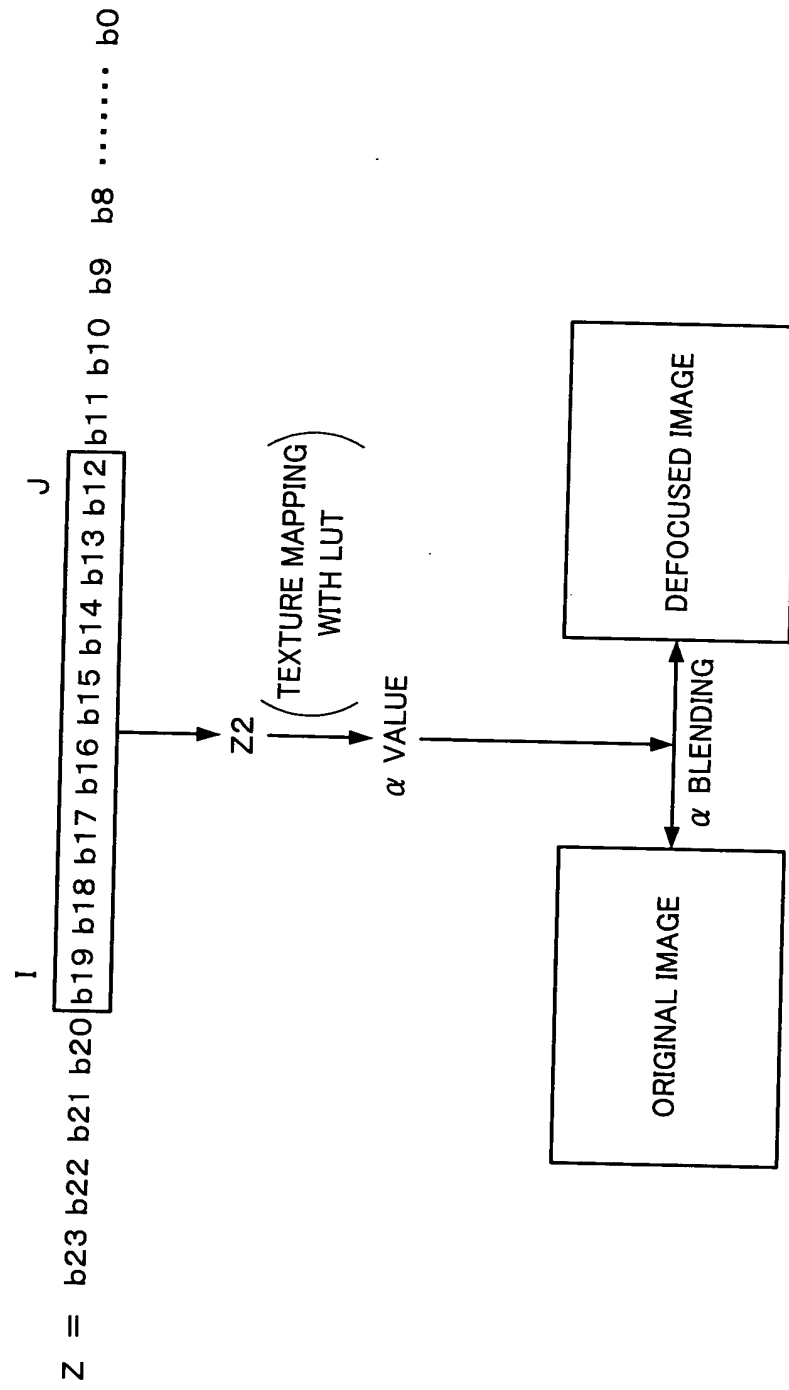 I J
Z = b23 b22 b21 b20 b19 b18 b17 b16 b15 b14 b13 b12 b11 b10 b9 b8 ....... b0
Z2
(TEXTURE MAPPING
WITH LUT)
α VALUE
α BLENDING
ORIGINAL IMAGE
DEFOCUSED IMAGE